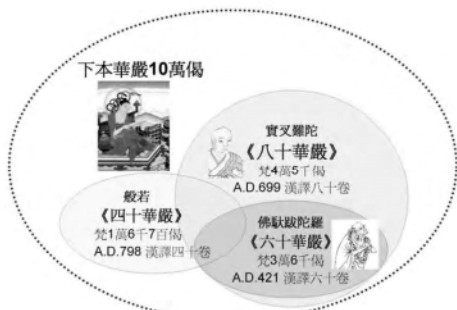 下本華嚴10萬偈
實叉難陀
《八十華嚴》
梵4萬5千偈
A.D.699 漢譯八十卷
般若
《四十華嚴》
梵1萬6千7百偈
A.D.798 漢譯四十卷
佛馱跋陀羅
《六十華嚴》
梵3萬6千偈
A.D.421 漢譯六十卷